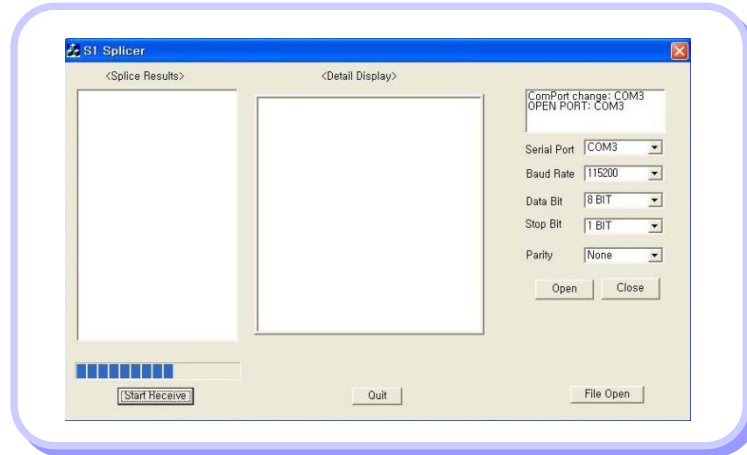 S1 Splicer
<Splice Results>
<Detail Display>
ComPort change: COM3
OPEN PORT: COM3
Serial Port COM3
Baud Rate 115200
Data Bit 8 BIT
Stop Bit 1 BIT
Parity None
Open Close
Start Receive Quit File Open